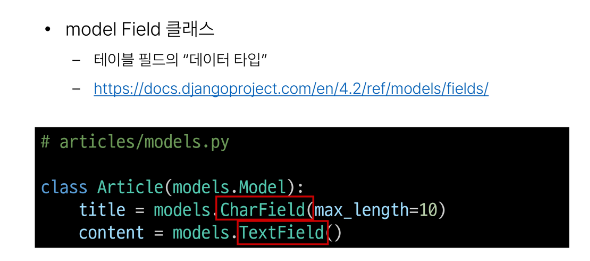 • model Field 클래스
– 테이블 필드의 “데이터 타입”
– https://docs.djangoproject.com/en/4.2/ref/models/fields/
# articles/models.py
class Article(models.Model):
    title = models.CharField(max_length=10)
    content = models.TextField()